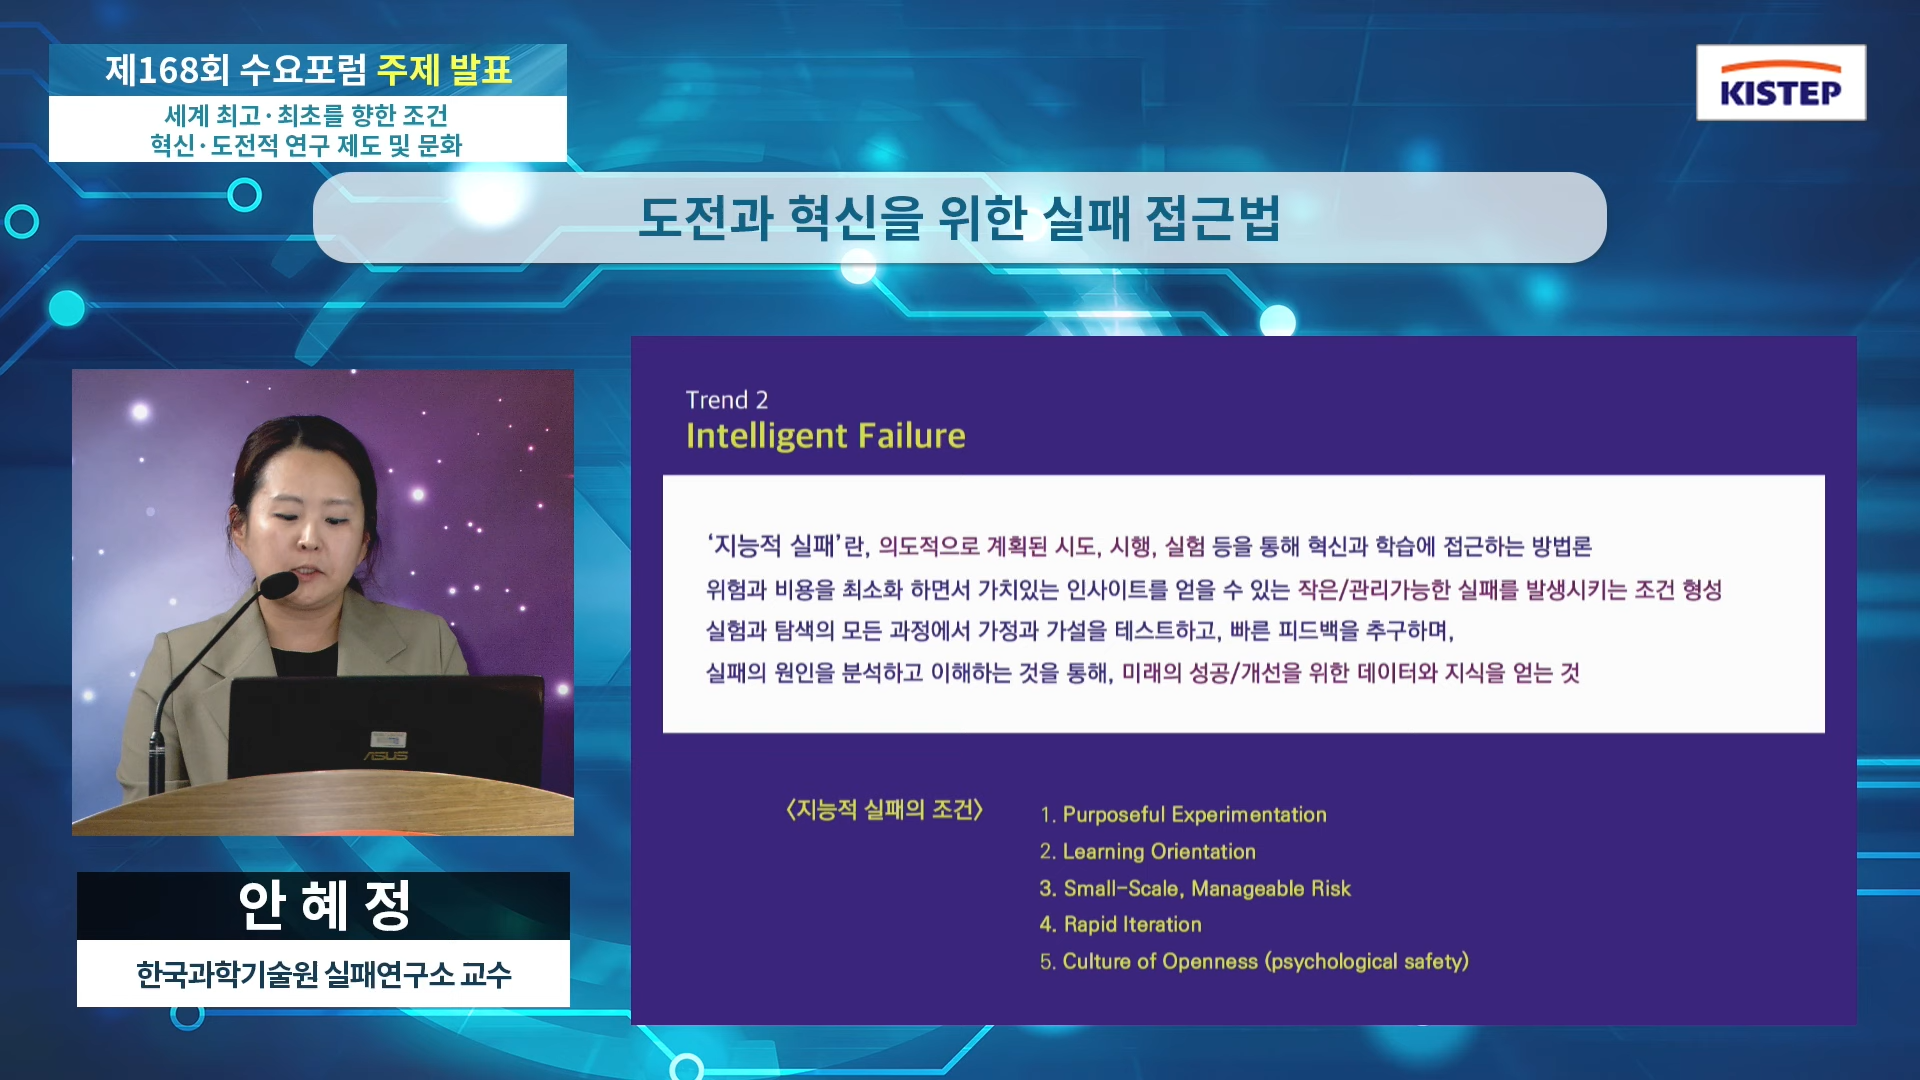 제168회 수요포럼 주제 발표
세계 최고·최초를 향한 조건
혁신·도전적 연구 제도 및 문화
KISTEP
도전과 혁신을 위한 실패 접근법
Trend 2
Intelligent Failure
‘지능적 실패’란, 의도적으로 계획된 시도, 시행, 실험 등을 통해 혁신과 학습에 접근하는 방법론
위험과 비용을 최소화 하면서 가치있는 인사이트를 얻을 수 있는 작은/관리가능한 실패를 발생시키는 조건 형성
실험과 탐색의 모든 과정에서 가정과 가설을 테스트하고, 빠른 피드백을 추구하며,
실패의 원인을 분석하고 이해하는 것을 통해, 미래의 성공/개선을 위한 데이터와 지식을 얻는 것
〈지능적 실패의 조건〉
1. Purposeful Experimentation
2. Learning Orientation
3. Small-Scale, Manageable Risk
4. Rapid Iteration
5. Culture of Openness (psychological safety)
ASUS
안혜정
한국과학기술원 실패연구소 교수